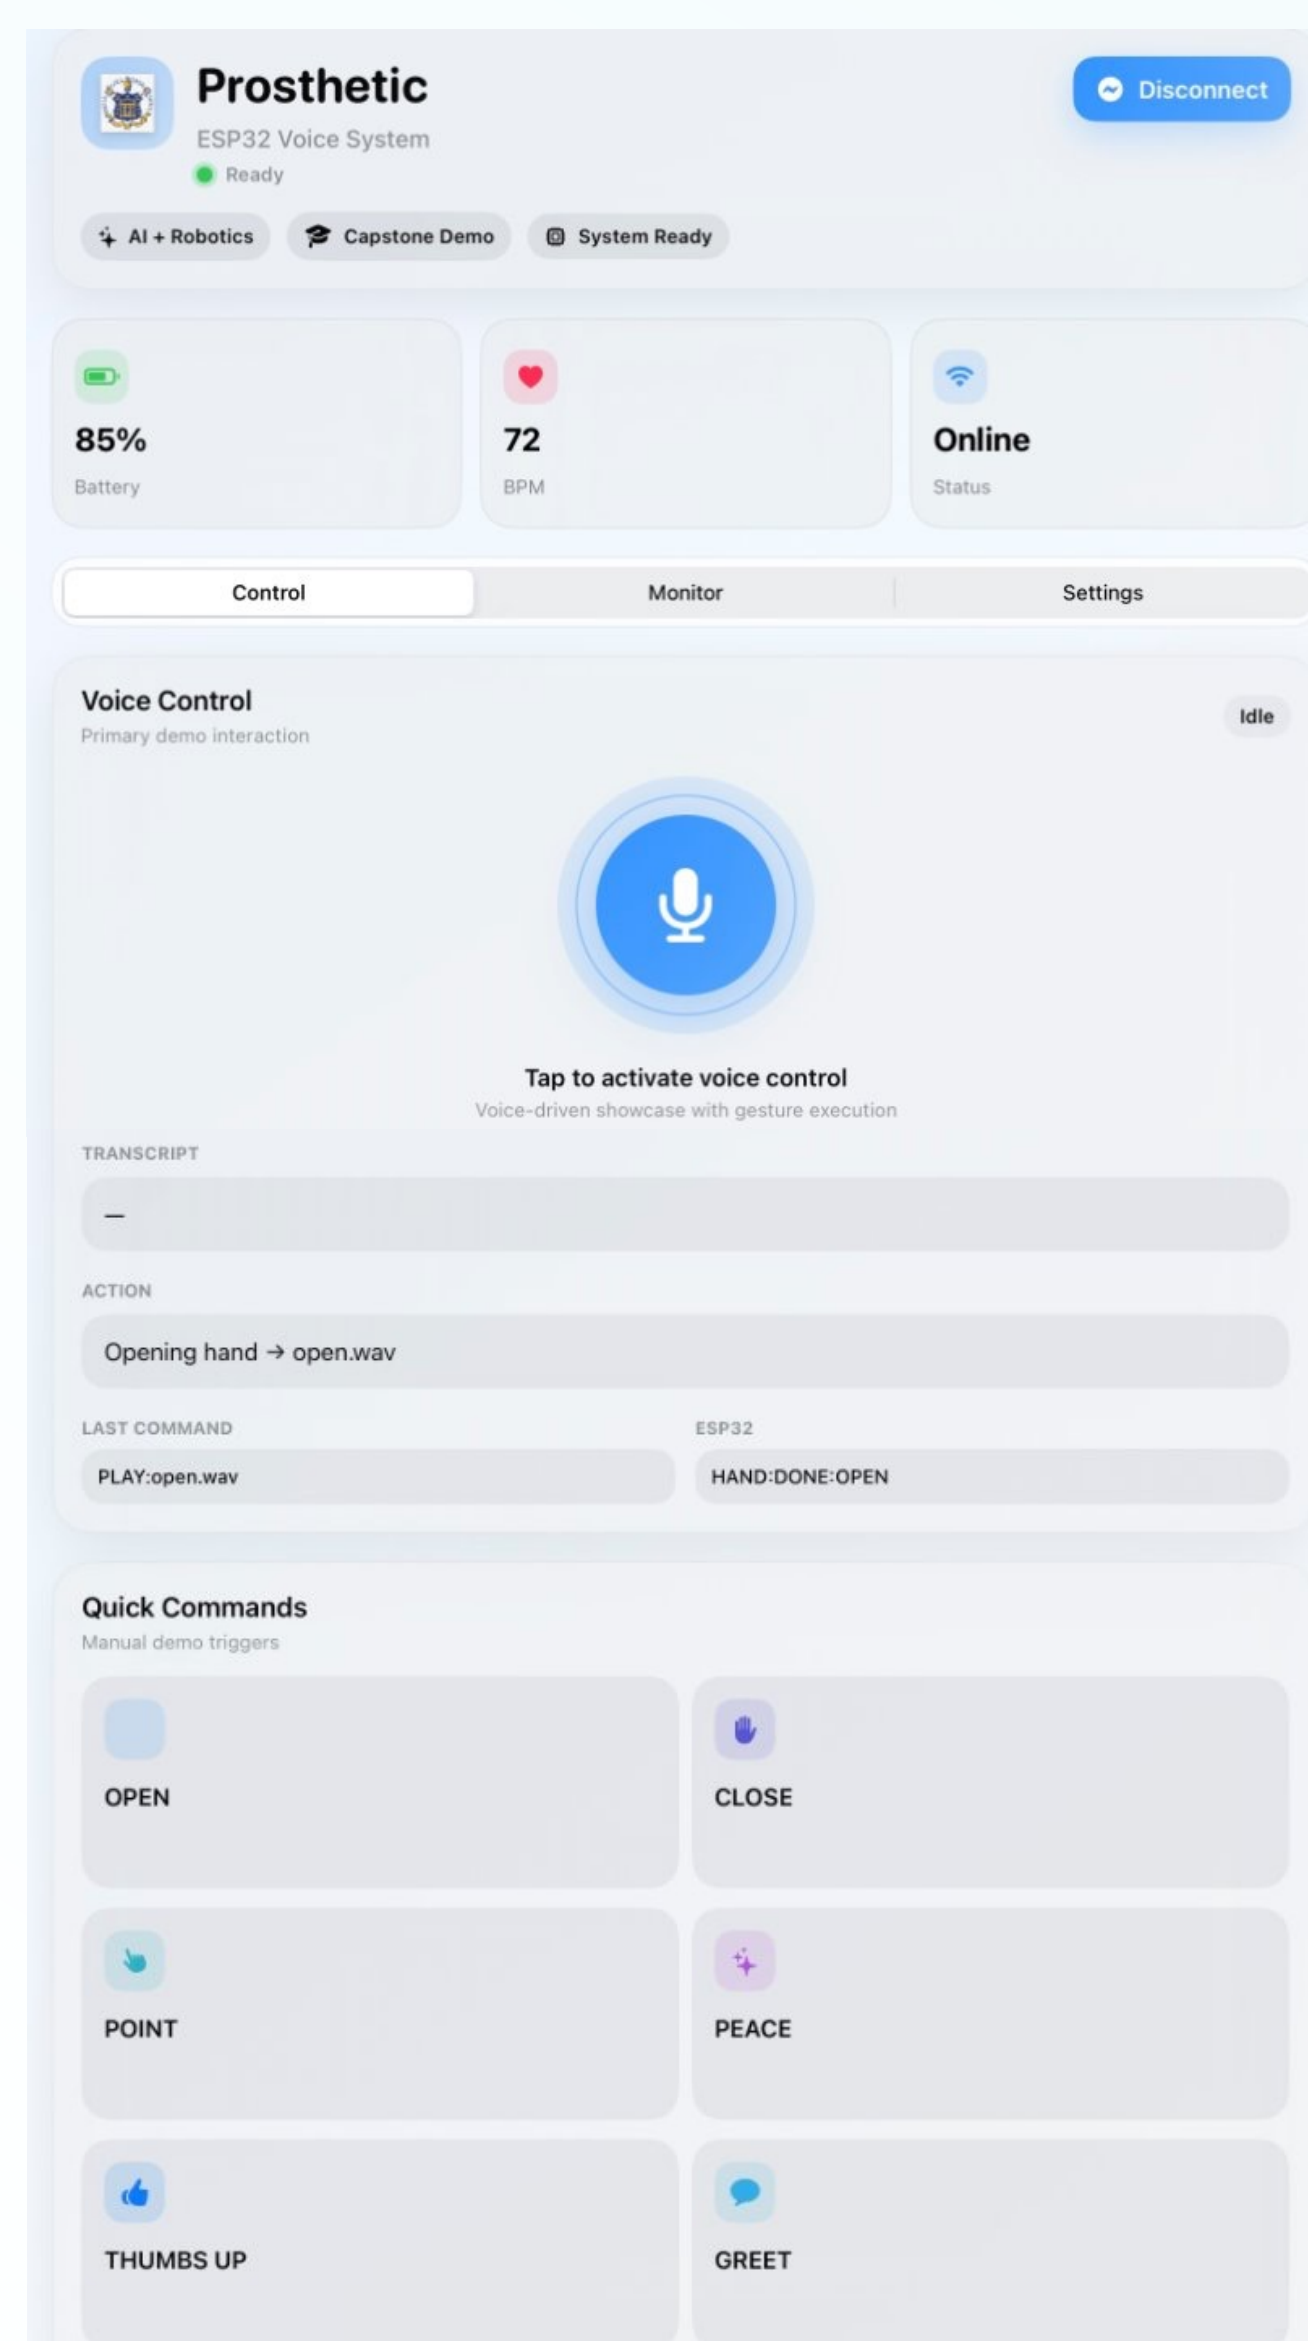 Prosthetic
Disconnect
ESP32 Voice System
Ready
AI + Robotics
Capstone Demo
System Ready
85%
72
Online
Battery
BPM
Status
Control
Monitor
Settings
Voice Control
Idle
Primary demo interaction
Tap to activate voice control
Voice-driven showcase with gesture execution
TRANSCRIPT
—
ACTION
Opening hand → open.wav
LAST COMMAND
ESP32
PLAY:open.wav
HAND:DONE:OPEN
Quick Commands
Manual demo triggers
OPEN
CLOSE
POINT
PEACE
THUMBS UP
GREET